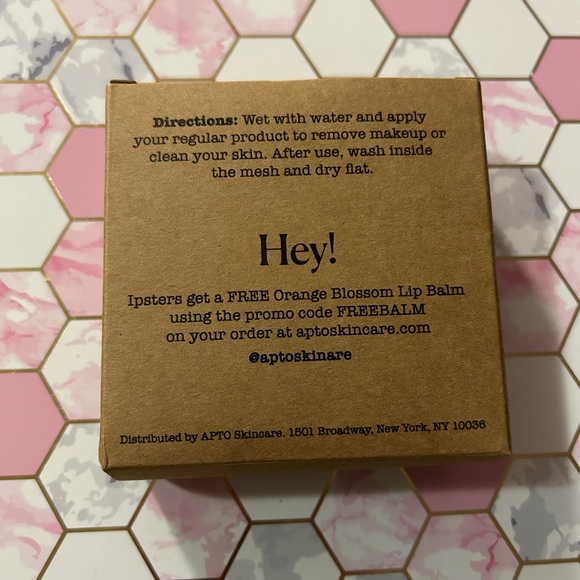 Directions: Wet with water and apply
your regular product to remove makeup or
clean your skin. After use, wash inside
the mesh and dry flat.
Hey!
Ipsters get a FREE Orange Blossom Lip Balm
using the promo code FREEBALM
on your order at aptoskincare.com
@aptoskinare
Distributed by APTO Skincare. 1501 Broadway, New York, NY 10036